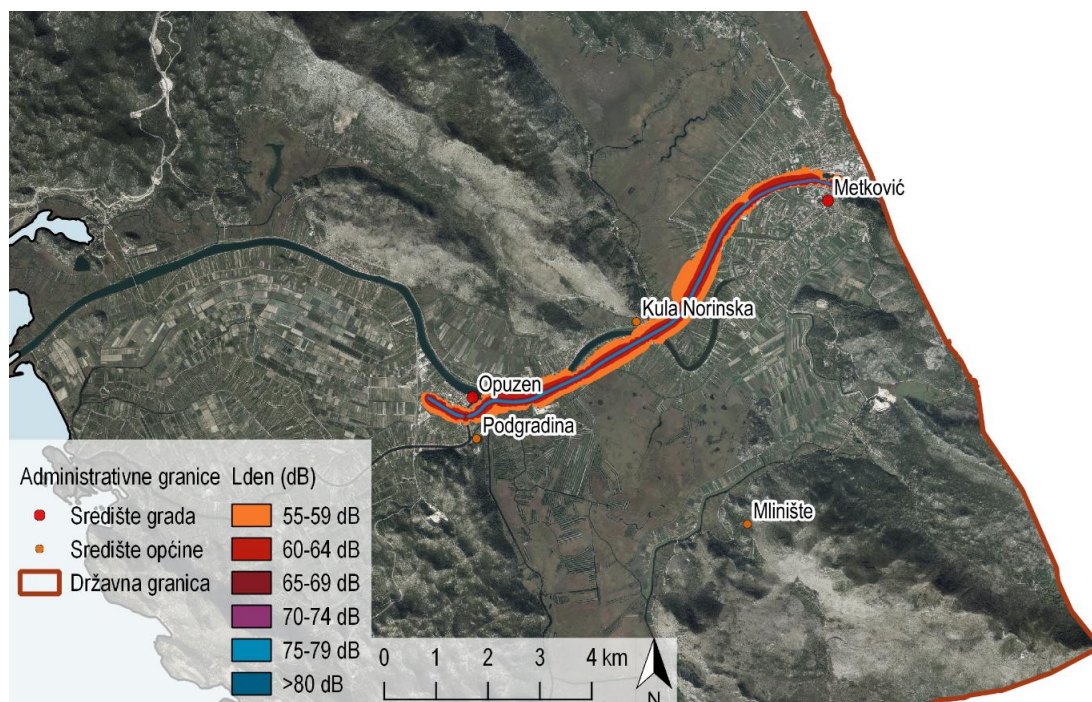 Metković
Kula Norinska
Opuzen
Podgradina
Mlinište
Administrativne granice
Središte grada
Središte općine
Državna granica
Lden (dB)
55-59 dB
60-64 dB
65-69 dB
70-74 dB
75-79 dB
>80 dB
0 1 2 3 4 km
N